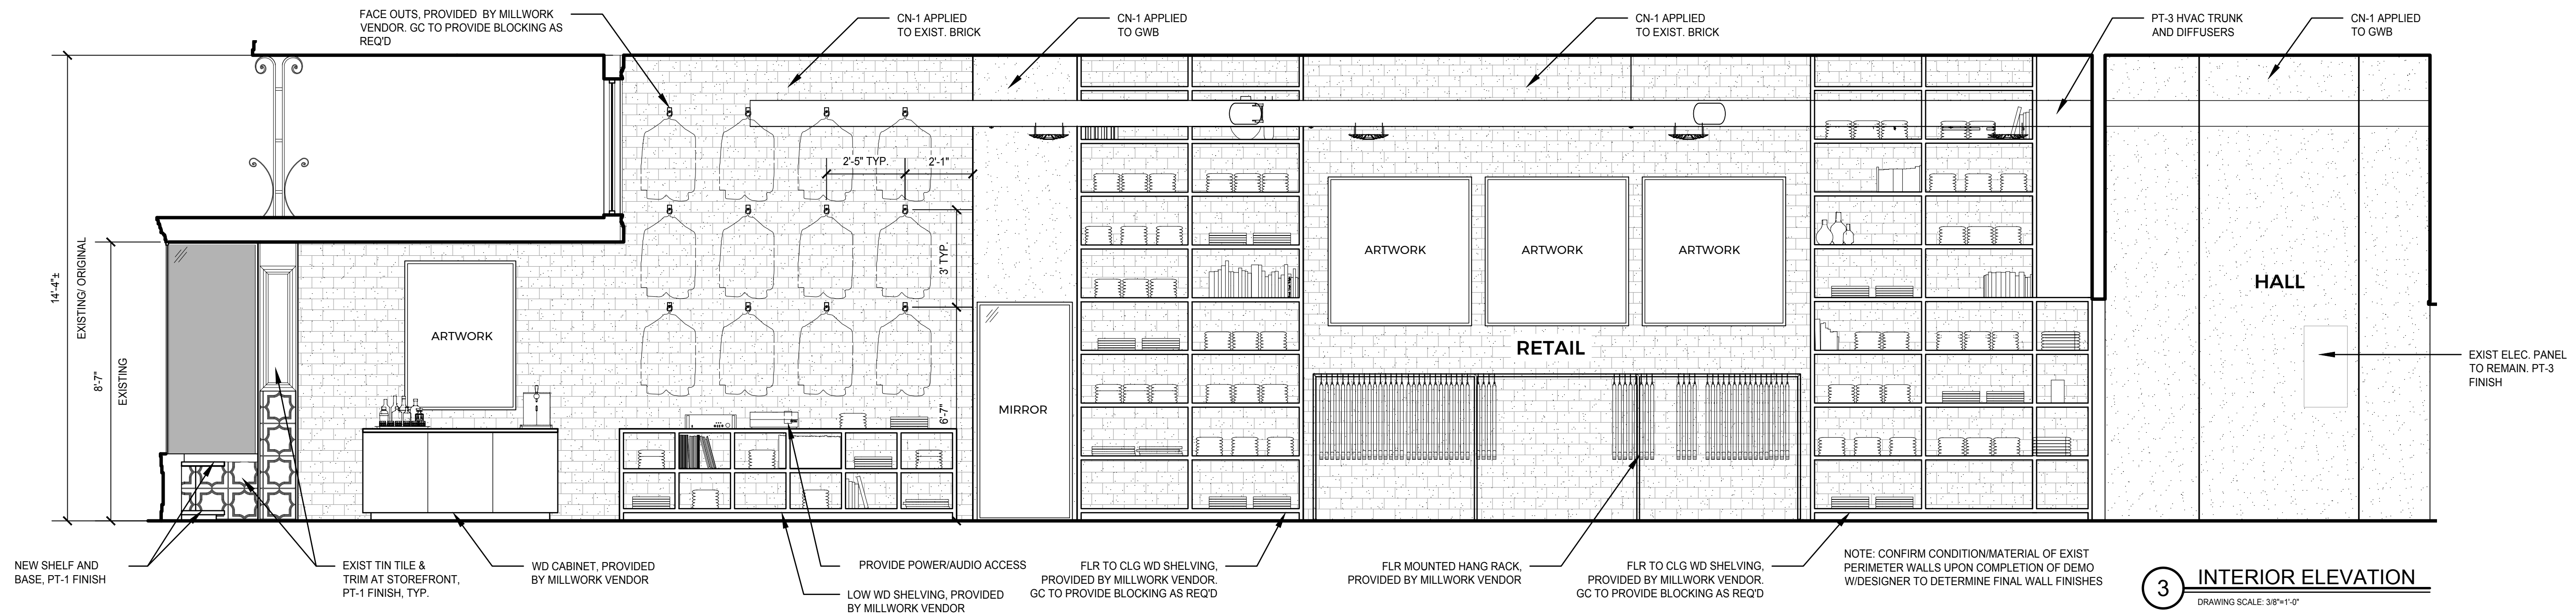 FACE OUTS, PROVIDED BY MILLWORK
VENDOR. GC TO PROVIDE BLOCKING AS
REQ'D
CN-1 APPLIED
TO EXIST. BRICK
CN-1 APPLIED
TO GWB
CN-1 APPLIED
TO EXIST. BRICK
PT-3 HVAC TRUNK
AND DIFFUSERS
CN-1 APPLIED
TO GWB
14'-4"±
EXISTING/ ORIGINAL
8'-7"
EXISTING
2'-5" TYP.
2'-1"
3' TYP.
6'-7"
ARTWORK
MIRROR
ARTWORK
ARTWORK
ARTWORK
RETAIL
HALL
EXIST ELEC. PANEL
TO REMAIN. PT-3
FINISH
NEW SHELF AND
BASE, PT-1 FINISH
EXIST TIN TILE &
TRIM AT STOREFRONT,
PT-1 FINISH, TYP.
WD CABINET, PROVIDED
BY MILLWORK VENDOR
PROVIDE POWER/AUDIO ACCESS
LOW WD SHELVING, PROVIDED
BY MILLWORK VENDOR
FLR TO CLG WD SHELVING,
PROVIDED BY MILLWORK VENDOR.
GC TO PROVIDE BLOCKING AS REQ'D
FLR MOUNTED HANG RACK,
PROVIDED BY MILLWORK VENDOR
FLR TO CLG WD SHELVING,
PROVIDED BY MILLWORK VENDOR.
GC TO PROVIDE BLOCKING AS REQ'D
NOTE: CONFIRM CONDITION/MATERIAL OF EXIST
PERIMETER WALLS UPON COMPLETION OF DEMO
W/DESIGNER TO DETERMINE FINAL WALL FINISHES
3
INTERIOR ELEVATION
DRAWING SCALE: 3/8"=1'-0"